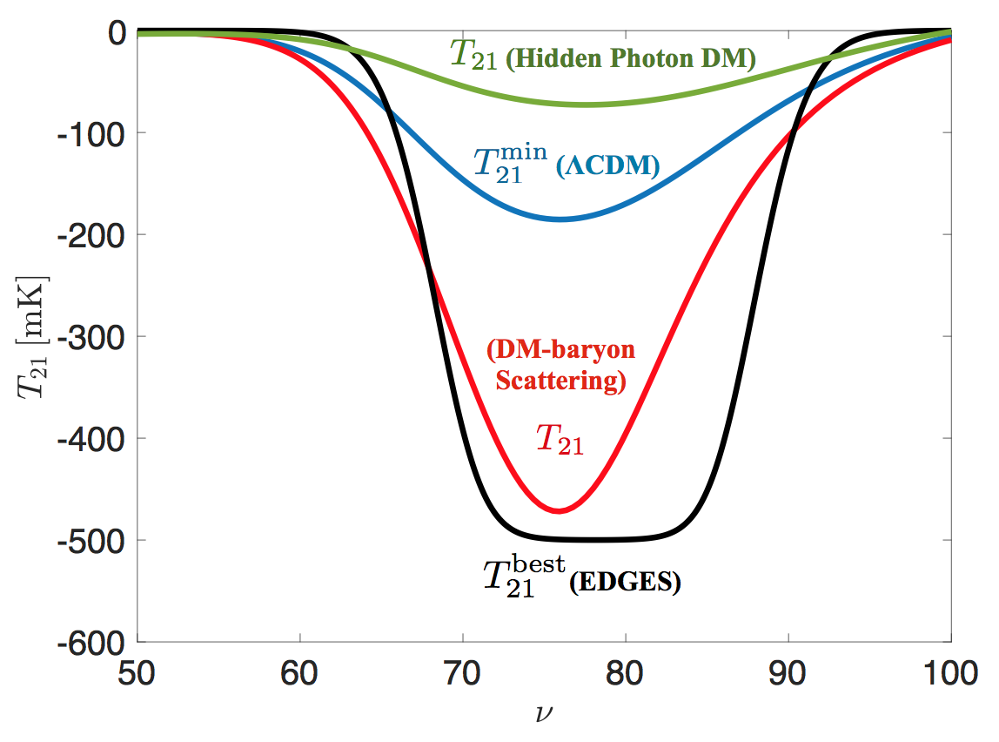 0
-100
-200
-300
-400
-500
-600
T21 [mK]
T21 (Hidden Photon DM)
T21min (ΛCDM)
(DM-baryon
Scattering)
T21
T21best (EDGES)
50 60 70 80 90 100
ν